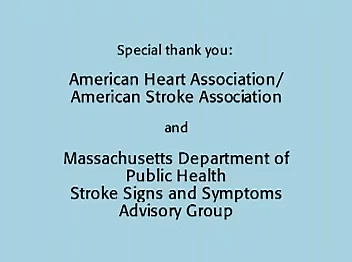 Special thank you:
American Heart Association/
American Stroke Association
and
Massachusetts Department of
Public Health
Stroke Signs and Symptoms
Advisory Group